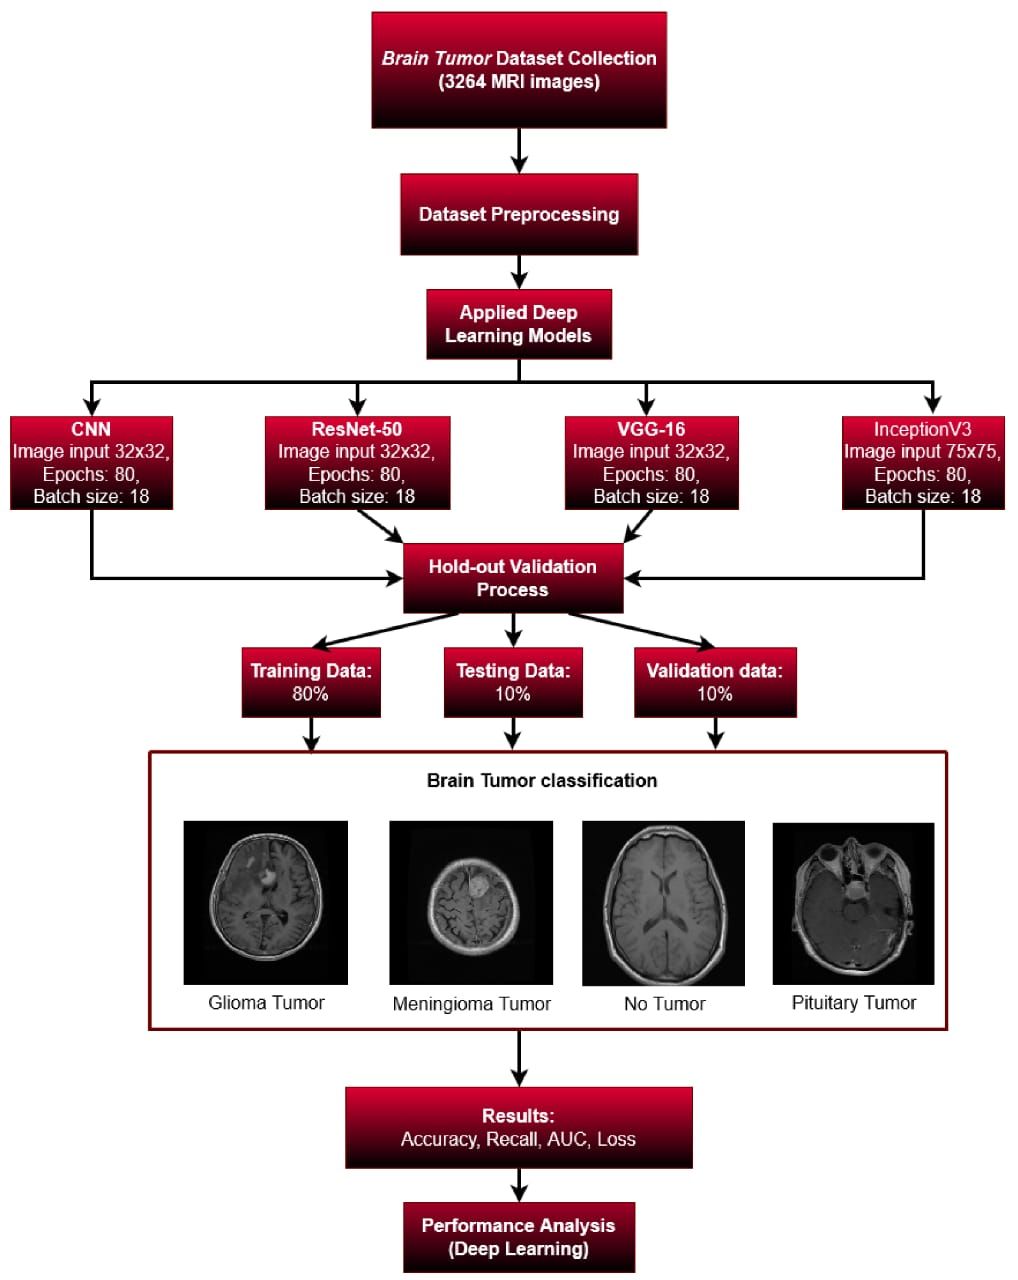 Brain Tumor Dataset Collection
(3264 MRI images)
Dataset Preprocessing
Applied Deep
Learning Models
CNN
Image input 32x32,
Epochs: 80,
Batch size: 18
ResNet-50
Image input 32x32,
Epochs: 80,
Batch size: 18
VGG-16
Image input 32x32,
Epochs: 80,
Batch size: 18
InceptionV3
Image input 75x75,
Epochs: 80,
Batch size: 18
Hold-out Validation
Process
Training Data:
80%
Testing Data:
10%
Validation data:
10%
Brain Tumor classification
Glioma Tumor
Meningioma Tumor
No Tumor
Pituitary Tumor
Results:
Accuracy, Recall, AUC, Loss
Performance Analysis
(Deep Learning)